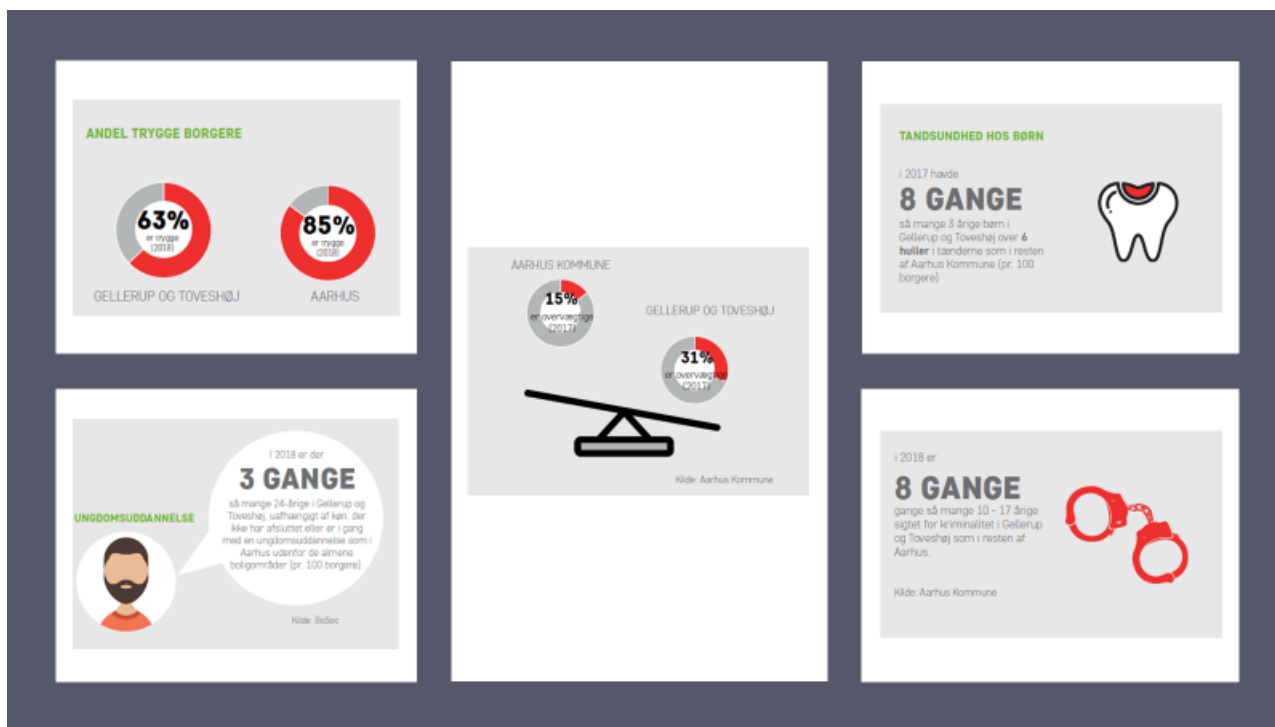 ANDEL TRYGGE BORGERE
63%
er trygge
(2018)
GELLERUP OG TOVESHØJ
85%
er trygge
(2018)
AARHUS
UNGDOMSUDDANNELSE
I 2018 er der
3 GANGE
så mange 24-årige i Gellerup og
Toveshøj, uafhængigt af køn, der
ikke har afsluttet eller er i gang
med en ungdomsuddannelse som i
Aarhus udenfor de almene
boligområder (pr. 100 borgere).
Kilde: BoSoc
AARHUS KOMMUNE
15%
er overvægtige
(2017)
GELLERUP OG TOVESHØJ
31%
er overvægtige
(2017)
Kilde: Aarhus Kommune
TANDSUNDHED HOS BØRN
i 2017 havde
8 GANGE
så mange 3 årige børn i
Gellerup og Toveshøj over 6
huller i tænderne som i resten
af Aarhus Kommune (pr. 100
borgere)
i 2018 er
8 GANGE
gange så mange 10 - 17 årige
sigtet for kriminalitet i Gellerup
og Toveshøj som i resten af
Aarhus.
Kilde: Aarhus Kommune